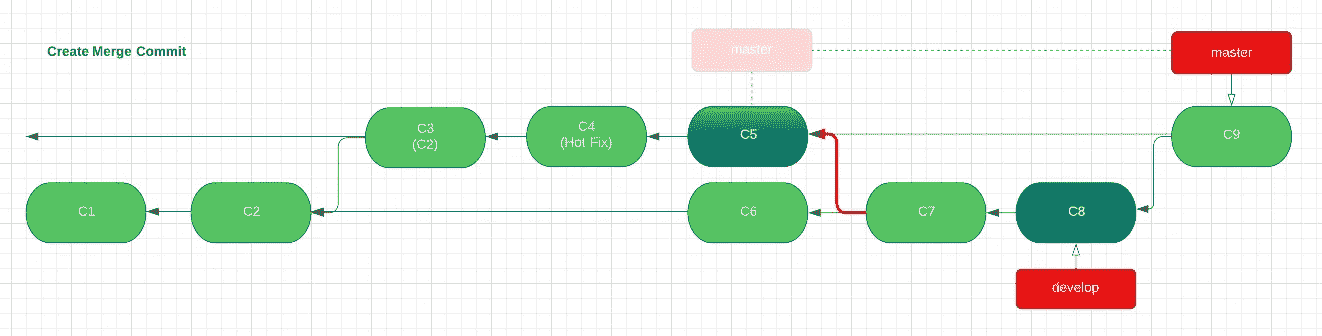 Create Merge Commit
master
master
C3
(C2)
C4
(Hot Fix)
C5
C9
C1
C2
C6
C7
C8
develop